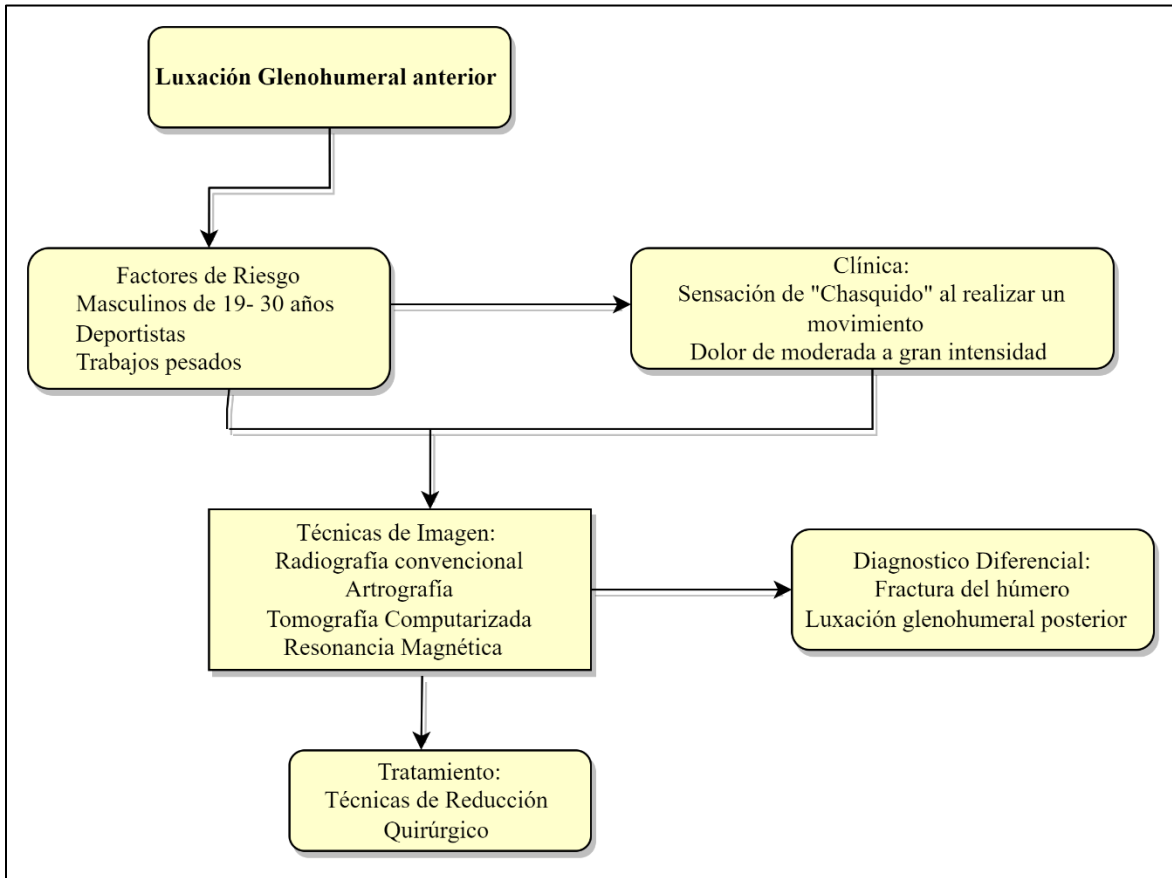 Luxación Glenohumeral anterior
Factores de Riesgo
Masculinos de 19- 30 años
Deportistas
Trabajos pesados
Clínica:
Sensación de "Chasquido" al realizar un
movimiento
Dolor de moderada a gran intensidad
Técnicas de Imagen:
Radiografía convencional
Artrografía
Tomografía Computarizada
Resonancia Magnética
Diagnostico Diferencial:
Fractura del húmero
Luxación glenohumeral posterior
Tratamiento:
Técnicas de Reducción
Quirúrgico